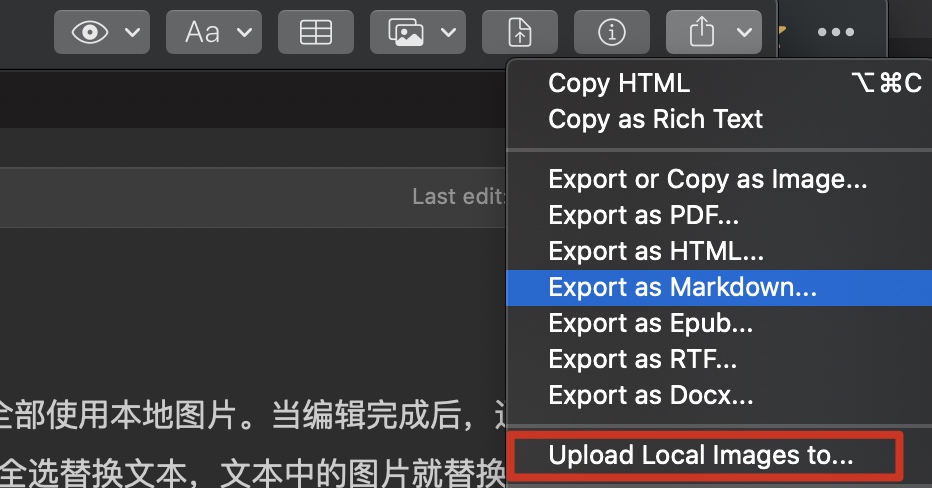 Aa
Copy HTML ⌥⌘C
Copy as Rich Text
Last edit:
Export or Copy as Image...
Export as PDF...
Export as HTML...
Export as Markdown...
Export as Epub...
Export as RTF...
Export as Docx...
全部使用本地图片。当编辑完成后，
Upload Local Images to...
全选替换文本，文本中的图片就替换